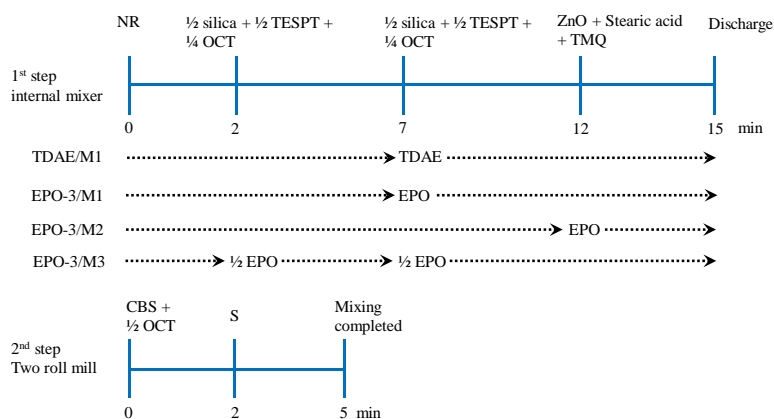 NR
½ silica + ½ TESPT +
¼ OCT
½ silica + ½ TESPT +
¼ OCT
ZnO + Stearic acid
+ TMQ
Discharge
1st step
internal mixer
0 2 7 12 15 min
TDAE/M1 TDAE
EPO-3/M1 EPO
EPO-3/M2 EPO
EPO-3/M3 ½ EPO ½ EPO
CBS +
½ OCT
S
Mixing
completed
2nd step
Two roll mill
0 2 5 min